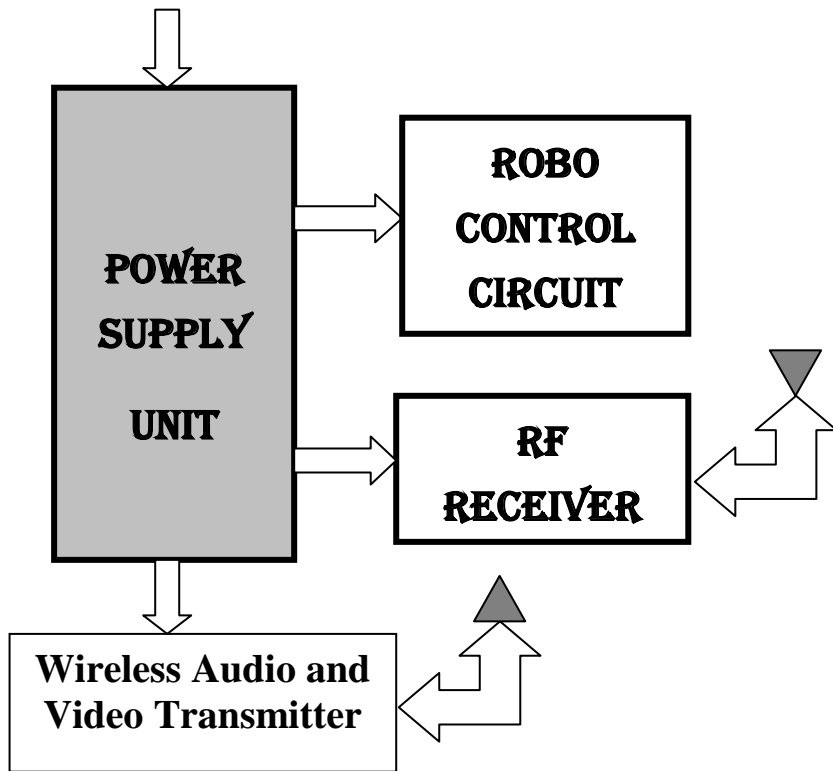 ROBO
CONTROL
CIRCUIT
POWER
SUPPLY
UNIT
RF
RECEIVER
Wireless Audio and
Video Transmitter